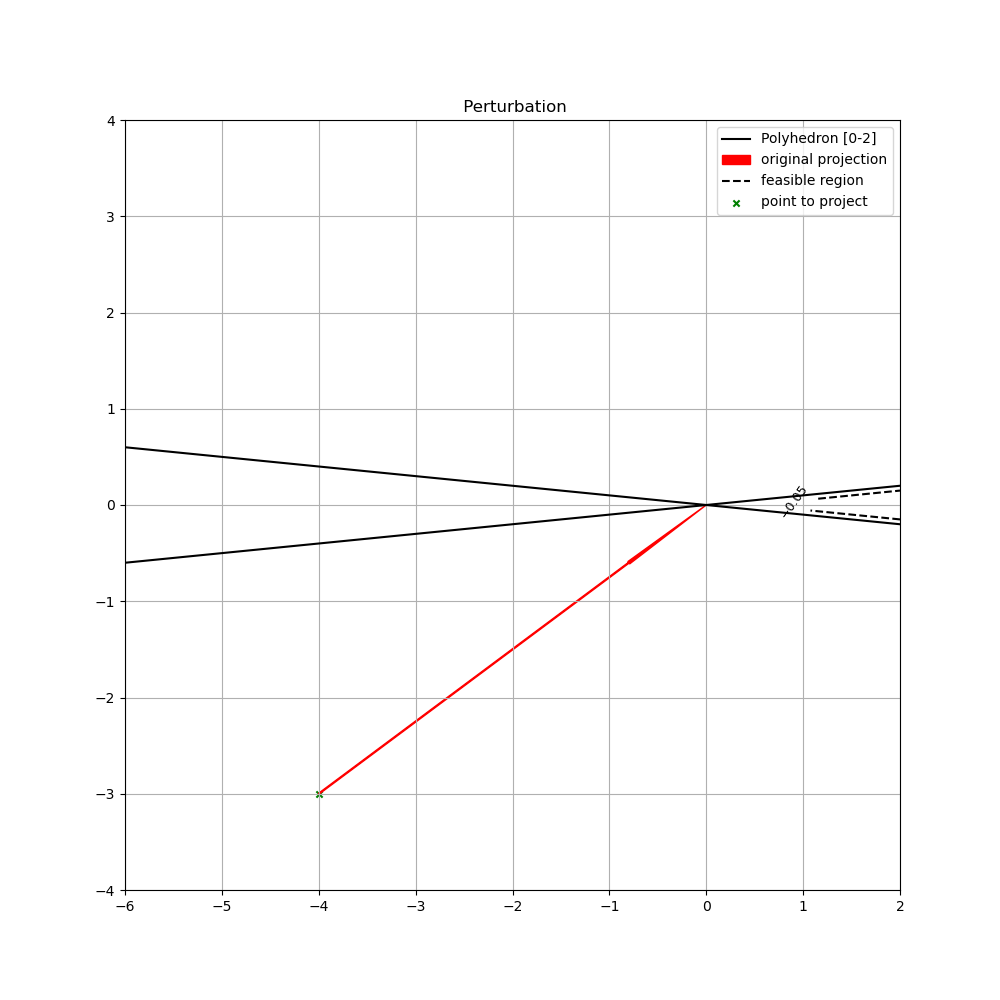 Perturbation
Polyhedron [0-2]
original projection
feasible region
point to project
4
3
2
1
0
−1
−2
−3
−4
−0.05
−6 −5 −4 −3 −2 −1 0 1 2